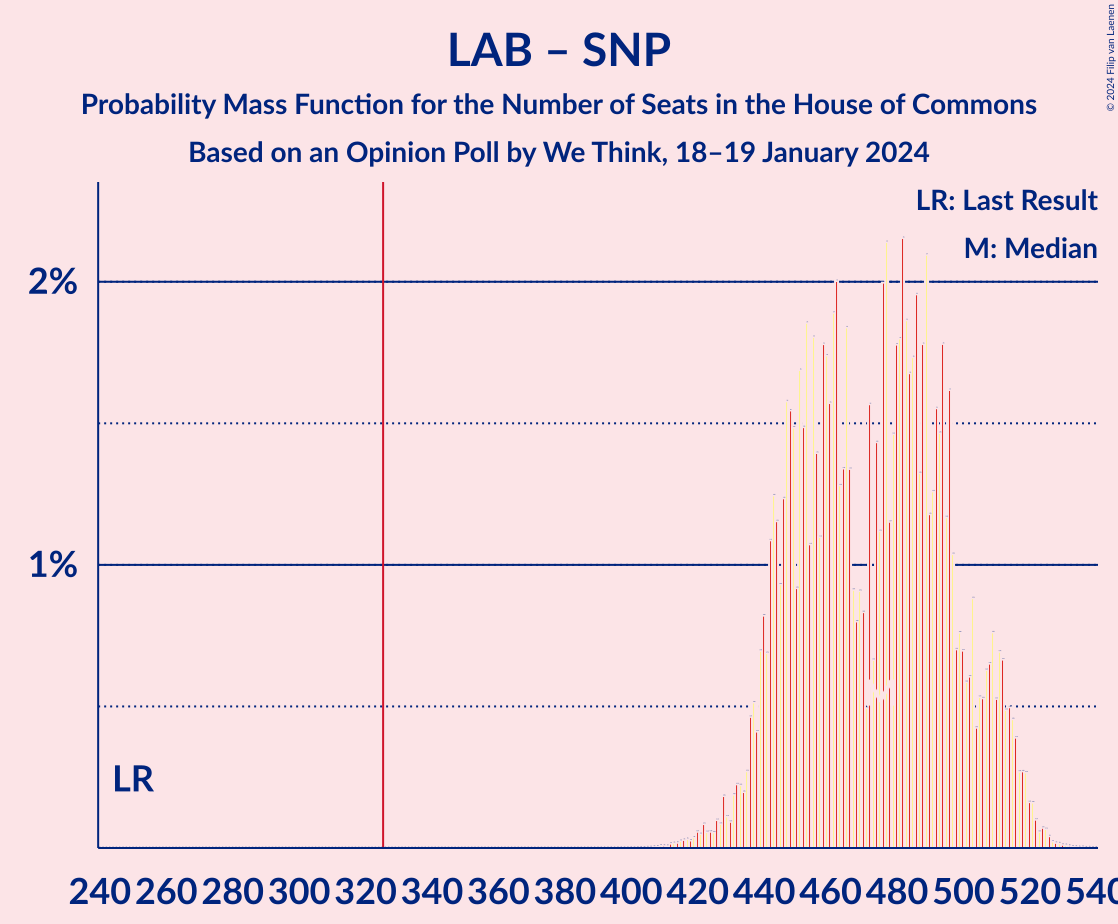 LAB – SNP
Probability Mass Function for the Number of Seats in the House of Commons
Based on an Opinion Poll by We Think, 18–19 January 2024
© 2024 Filip van Laenen
LR: Last Result
M: Median
2%
1%
LR
240 260 280 300 320 340 360 380 400 420 440 460 480 500 520 540